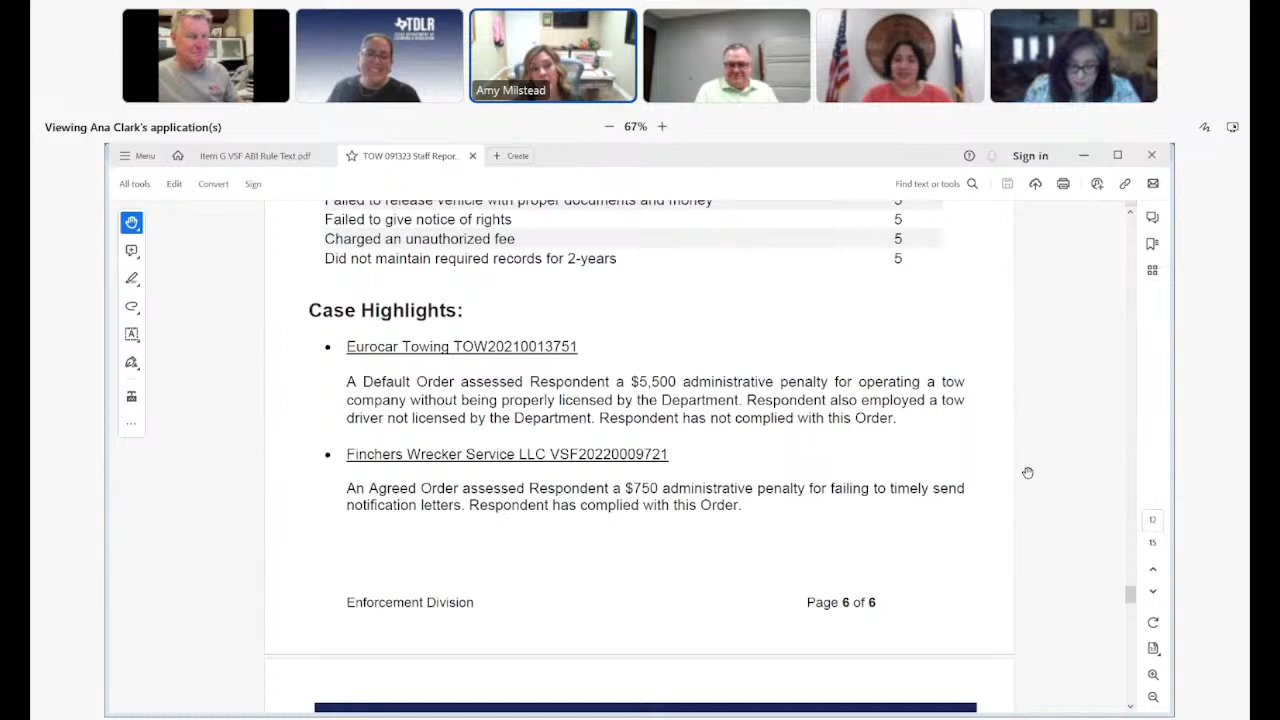 TDLR
Amy Milstead
Viewing Ana Clark's application(s)
67%
Menu
Item G VSF AB1 Rule Text.pdf
TOW 091323 Staff Repor...
Create
Sign in
All tools
Edit
Convert
Sign
Find text or tools
Failed to release vehicle with proper documents and money 5
Failed to give notice of rights 5
Charged an unauthorized fee 5
Did not maintain required records for 2-years 5
Case Highlights:
• Eurocar Towing TOW20210013751
A Default Order assessed Respondent a $5,500 administrative penalty for operating a tow
company without being properly licensed by the Department. Respondent also employed a tow
driver not licensed by the Department. Respondent has not complied with this Order.
• Finchers Wrecker Service LLC VSF20220009721
An Agreed Order assessed Respondent a $750 administrative penalty for failing to timely send
notification letters. Respondent has complied with this Order.
12
15
Enforcement Division
Page 6 of 6